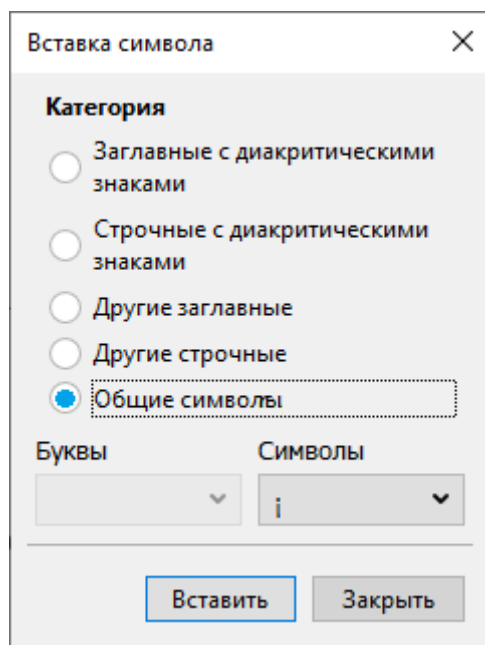 Вставка символа
Категория
Заглавные с диакритическими
знаками
Строчные с диакритическими
знаками
Другие заглавные
Другие строчные
Общие символы
Буквы Символы
¡
Вставить Закрыть